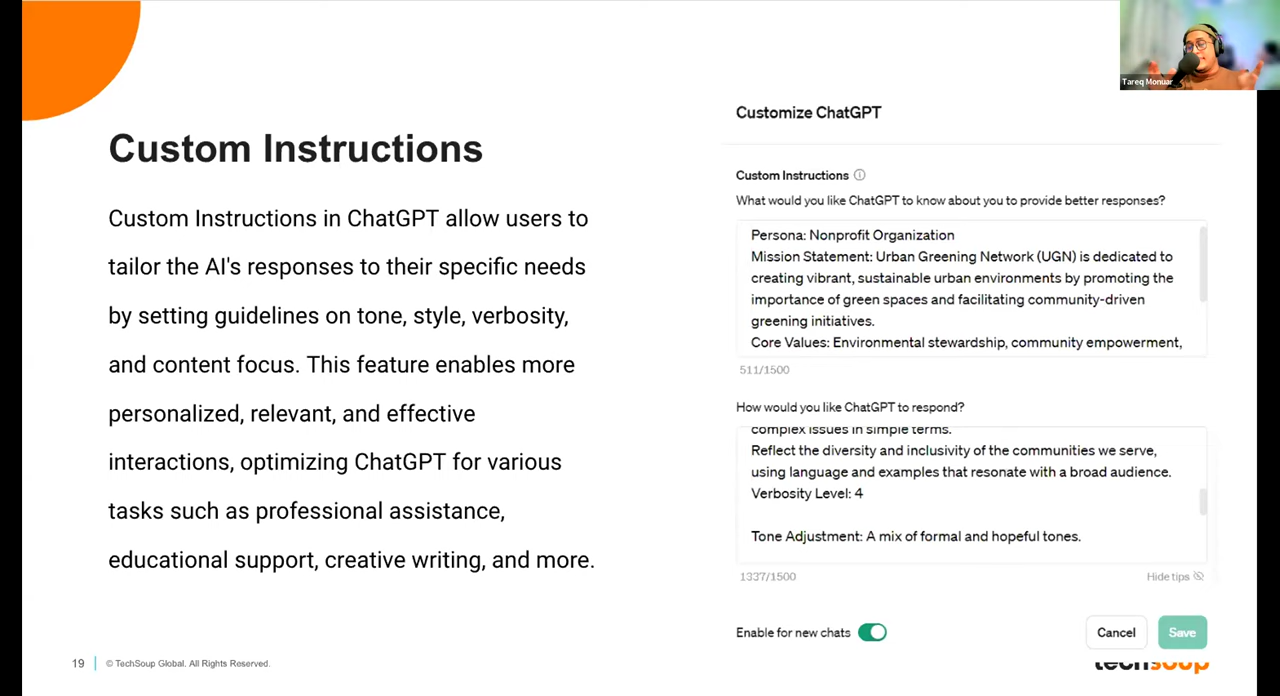 Tareq Monuar
Custom Instructions
Custom Instructions in ChatGPT allow users to
tailor the AI's responses to their specific needs
by setting guidelines on tone, style, verbosity,
and content focus. This feature enables more
personalized, relevant, and effective
interactions, optimizing ChatGPT for various
tasks such as professional assistance,
educational support, creative writing, and more.
Customize ChatGPT
Custom Instructions
What would you like ChatGPT to know about you to provide better responses?
Persona: Nonprofit Organization
Mission Statement: Urban Greening Network (UGN) is dedicated to
creating vibrant, sustainable urban environments by promoting the
importance of green spaces and facilitating community-driven
greening initiatives.
Core Values: Environmental stewardship, community empowerment,
511/1500
How would you like ChatGPT to respond?
complex issues in simple terms.
Reflect the diversity and inclusivity of the communities we serve,
using language and examples that resonate with a broad audience.
Verbosity Level: 4
Tone Adjustment: A mix of formal and hopeful tones.
1337/1500
Hide tips
Enable for new chats
Cancel
Save
19
© TechSoup Global. All Rights Reserved.
techsoup